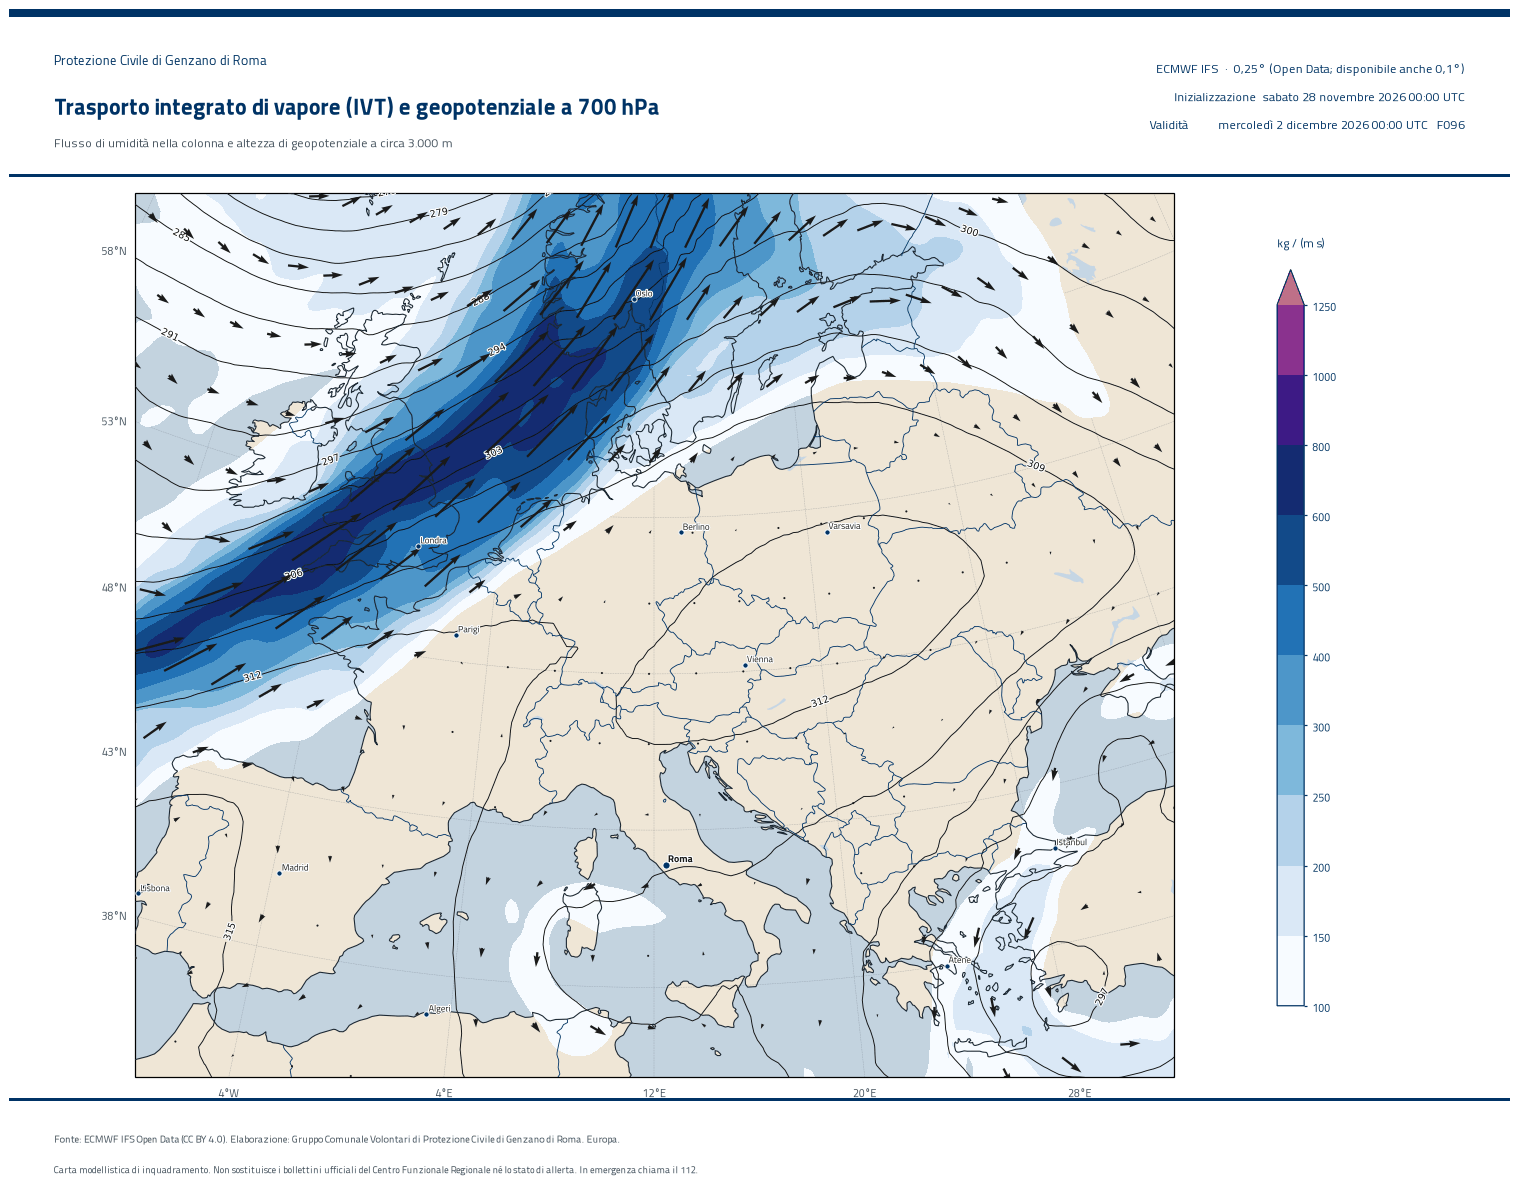 Protezione Civile di Genzano di Roma
Trasporto integrato di vapore (IVT) e geopotenziale a 700 hPa
Flusso di umidità nella colonna e altezza di geopotenziale a circa 3.000 m
ECMWF IFS · 0,25° (Open Data; disponibile anche 0,1°)
Inizializzazione sabato 28 novembre 2026 00:00 UTC
Validità mercoledì 2 dicembre 2026 00:00 UTC F096
kg / (m s)
1250
1000
800
600
500
400
300
250
200
150
100
58°N
53°N
48°N
43°N
38°N
4°W
4°E
12°E
20°E
28°E
279
285
300
288
291
294
297
303
309
306
312
312
315
297
Oslo
Berlino
Varsavia
Londra
Parigi
Vienna
Istanbul
Roma
Madrid
Lisbona
Atene
Algeri
Fonte: ECMWF IFS Open Data (CC BY 4.0). Elaborazione: Gruppo Comunale Volontari di Protezione Civile di Genzano di Roma. Europa.
Carta modellistica di inquadramento. Non sostituisce i bollettini ufficiali del Centro Funzionale Regionale né lo stato di allerta. In emergenza chiama il 112.